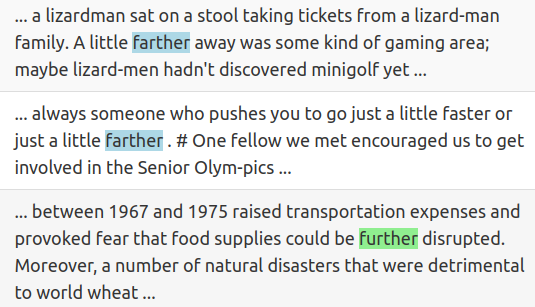 ... a lizardman sat on a stool taking tickets from a lizard-man
family. A little farther away was some kind of gaming area;
maybe lizard-men hadn't discovered minigolf yet ...
... always someone who pushes you to go just a little faster or
just a little farther . # One fellow we met encouraged us to get
involved in the Senior Olym-pics ...
... between 1967 and 1975 raised transportation expenses and
provoked fear that food supplies could be further disrupted.
Moreover, a number of natural disasters that were detrimental
to world wheat ...